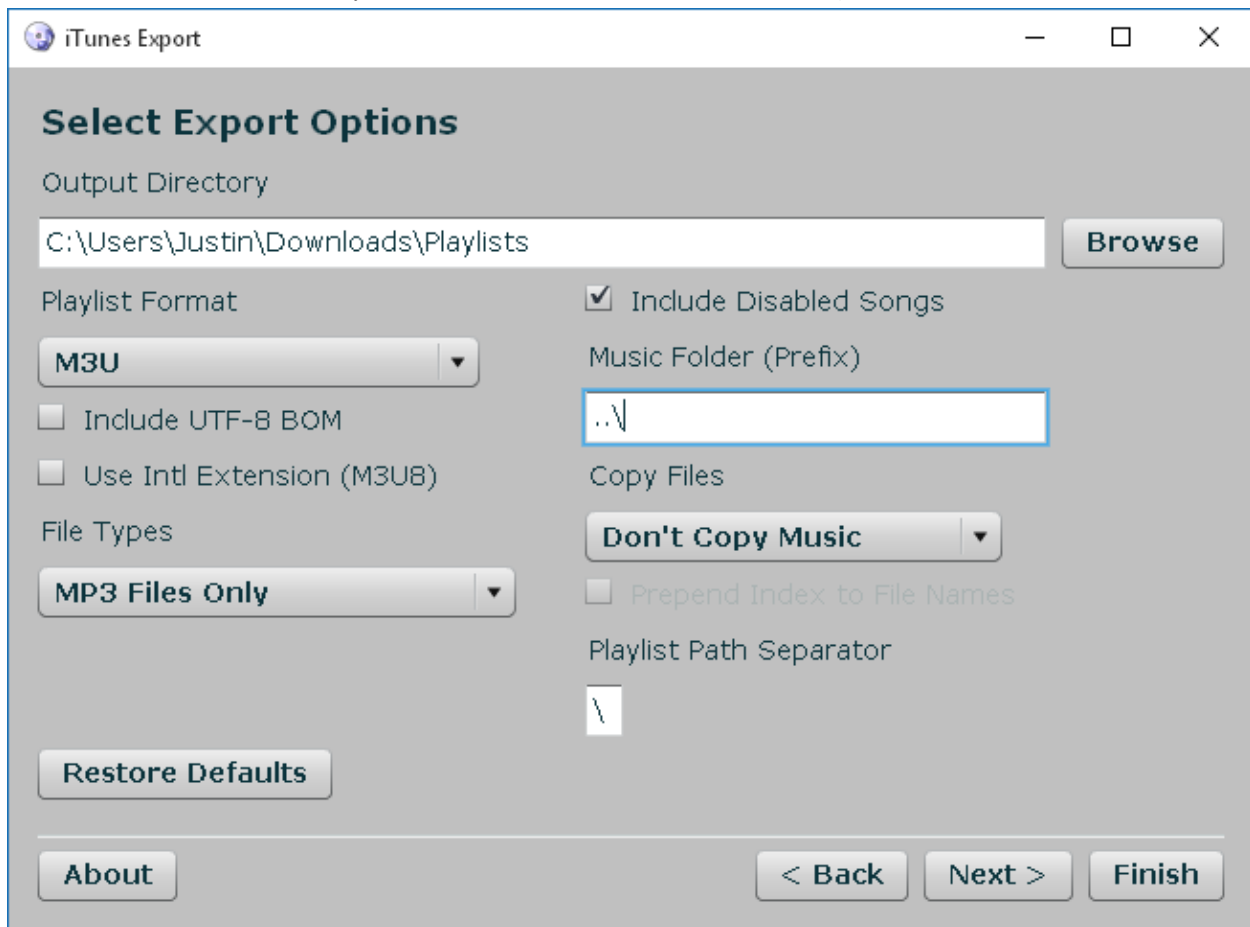 iTunes Export
Select Export Options
Output Directory
C:\Users\Justin\Downloads\Playlists
Browse
Playlist Format
Include Disabled Songs
M3U
Music Folder (Prefix)
Include UTF-8 BOM
..\
Use Intl Extension (M3U8)
Copy Files
File Types
Don't Copy Music
MP3 Files Only
Prepend Index to File Names
Playlist Path Separator
\
Restore Defaults
About
< Back
Next >
Finish